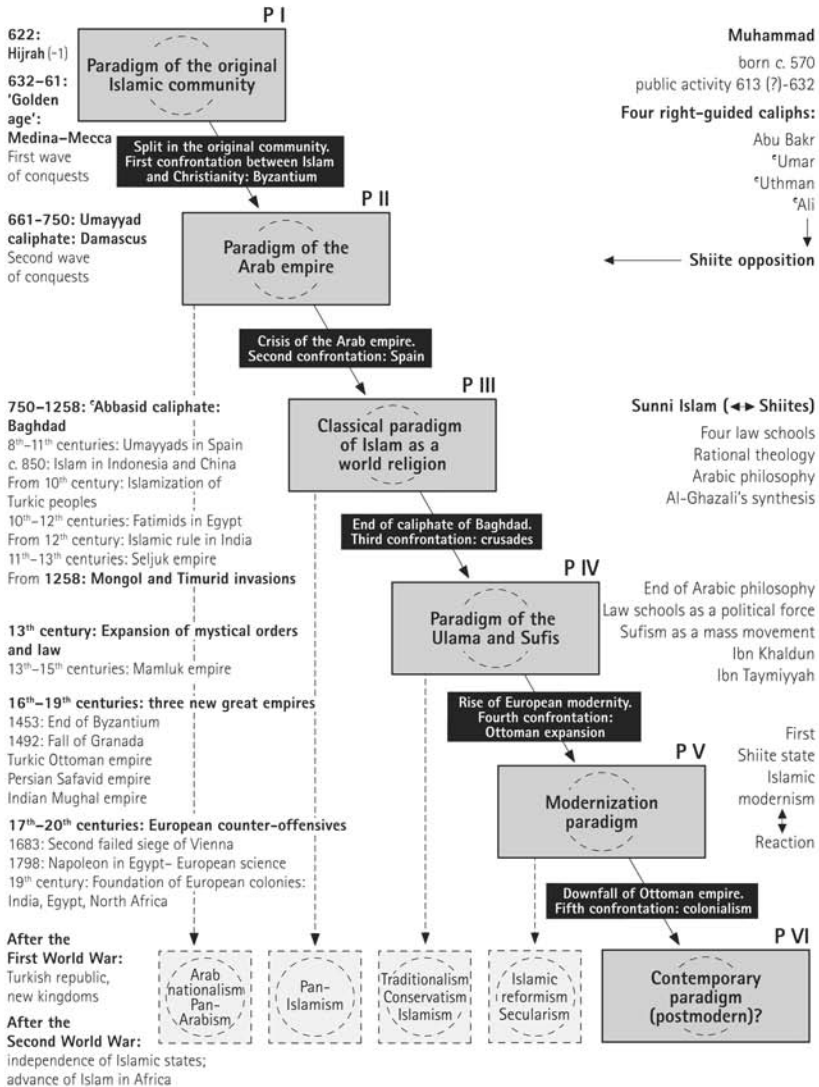 P I
622:
Hijrah (-1)
632–61:
'Golden
age':
Medina–Mecca
First wave
of conquests
Paradigm of the original
Islamic community
Muhammad
born c. 570
public activity 613 (?)-632
Four right-guided caliphs:
Abu Bakr
ʿUmar
ʿUthman
ʿAli
Shiite opposition
Split in the original community.
First confrontation between Islam
and Christianity: Byzantium
P II
661-750: Umayyad
caliphate: Damascus
Second wave
of conquests
Paradigm of the
Arab empire
Crisis of the Arab empire.
Second confrontation: Spain
P III
750–1258: ʿAbbasid caliphate:
Baghdad
8th–11th centuries: Umayyads in Spain
c. 850: Islam in Indonesia and China
From 10th century: Islamization of
Turkic peoples
10th–12th centuries: Fatimids in Egypt
From 12th century: Islamic rule in India
11th–13th centuries: Seljuk empire
From 1258: Mongol and Timurid invasions
Classical paradigm
of Islam as a
world religion
Sunni Islam (◄► Shiites)
Four law schools
Rational theology
Arabic philosophy
Al-Ghazali's synthesis
End of caliphate of Baghdad.
Third confrontation: crusades
P IV
13th century: Expansion of mystical orders
and law
13th–15th centuries: Mamluk empire
Paradigm of the
Ulama and Sufis
End of Arabic philosophy
Law schools as a political force
Sufism as a mass movement
Ibn Khaldun
Ibn Taymiyyah
16th–19th centuries: three new great empires
1453: End of Byzantium
1492: Fall of Granada
Turkic Ottoman empire
Persian Safavid empire
Indian Mughal empire
Rise of European modernity.
Fourth confrontation:
Ottoman expansion
P V
Modernization
paradigm
First
Shiite state
Islamic
modernism
Reaction
17th–20th centuries: European counter-offensives
1683: Second failed siege of Vienna
1798: Napoleon in Egypt– European science
19th century: Foundation of European colonies:
India, Egypt, North Africa
Downfall of Ottoman empire.
Fifth confrontation: colonialism
P VI
After the
First World War:
Turkish republic,
new kingdoms
After the
Second World War:
independence of Islamic states;
advance of Islam in Africa
Arab
nationalism
Pan-
Arabism
Pan-
Islamism
Traditionalism
Conservatism
Islamism
Islamic
reformism
Secularism
Contemporary
paradigm
(postmodern)?